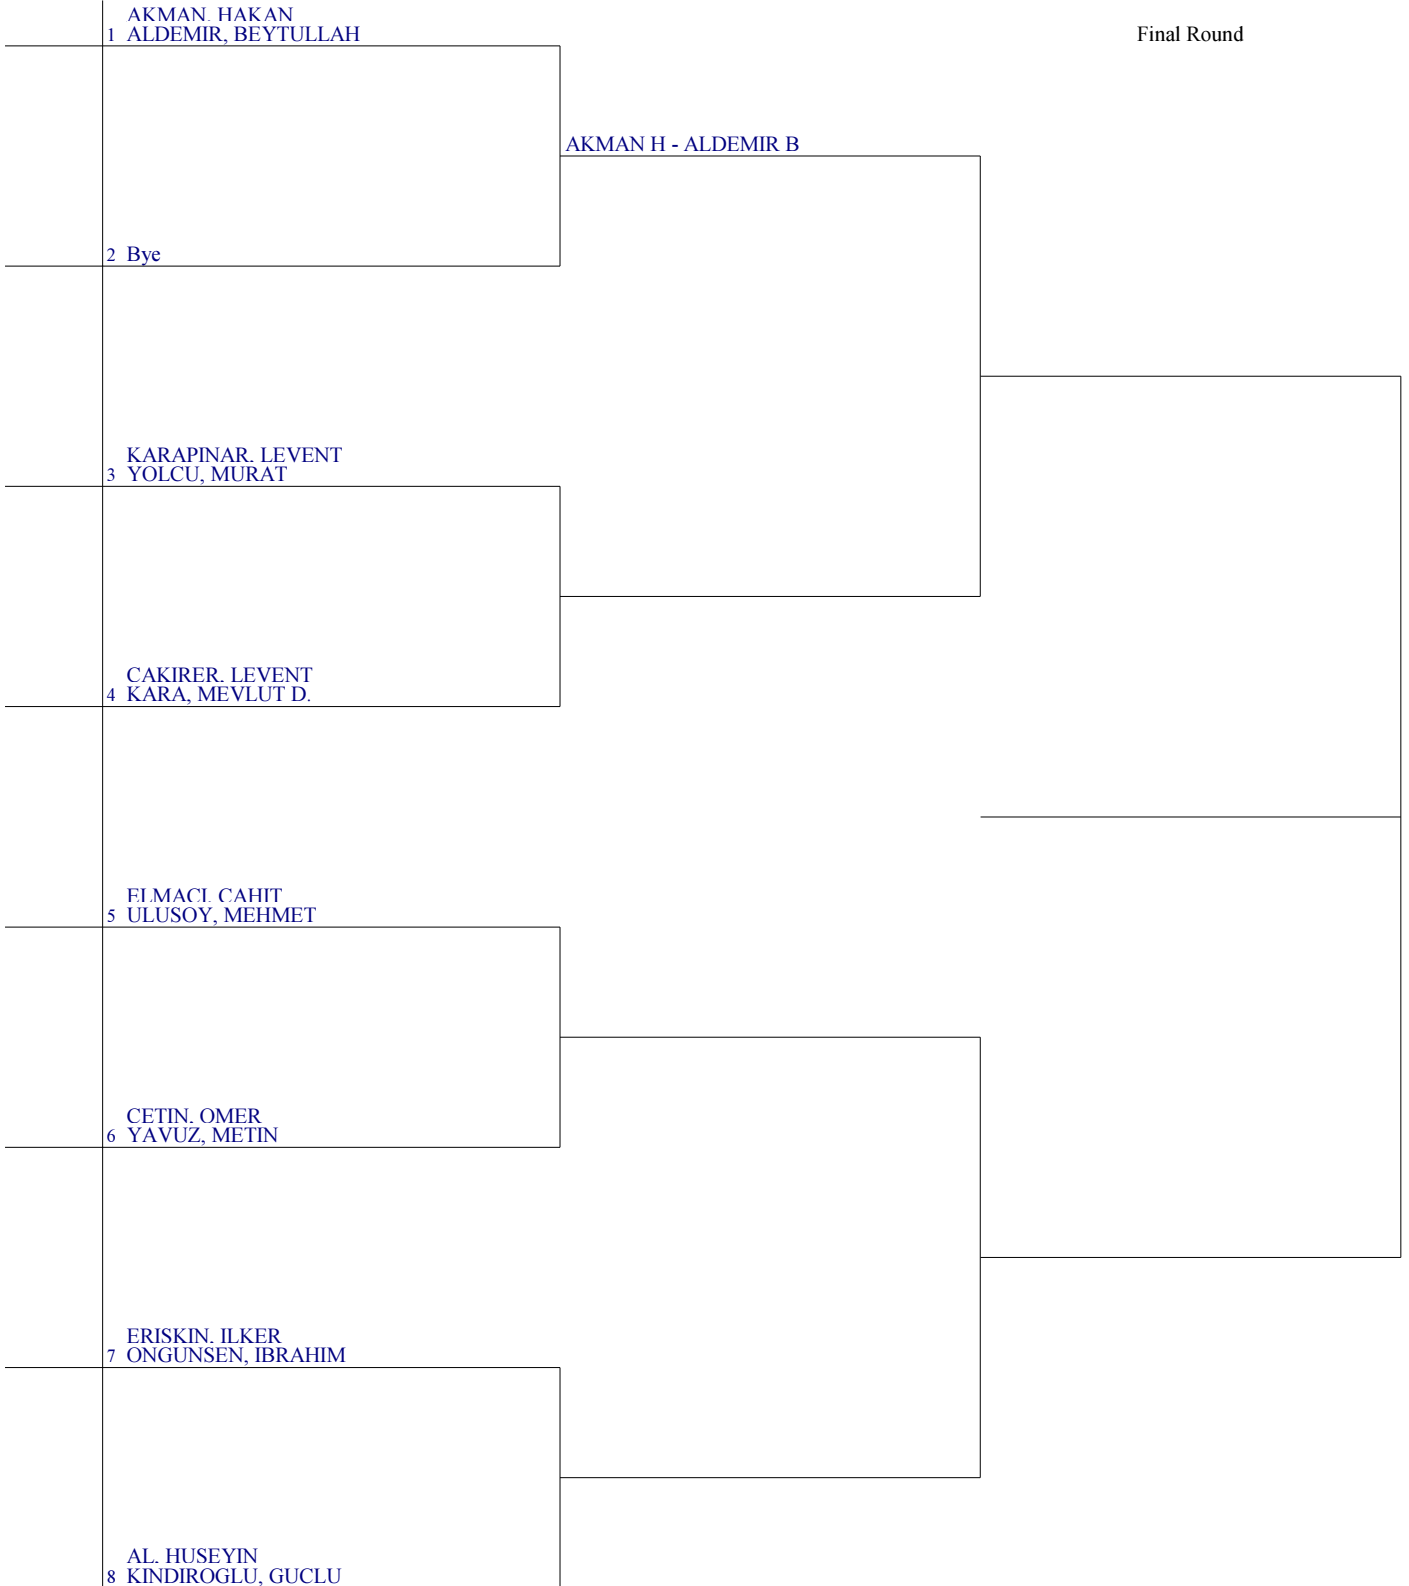 AKMAN, HAKAN
1 ALDEMIR, BEYTULLAH
Final Round
AKMAN H - ALDEMIR B
2 Bye
KARAPINAR, LEVENT
3 YOLCU, MURAT
CAKIRER, LEVENT
4 KARA, MEVLUT D.
ELMACI, CAHIT
5 ULUSOY, MEHMET
CETIN, OMER
6 YAVUZ, METIN
ERISKIN, ILKER
7 ONGUNSEN, IBRAHIM
AL, HUSEYIN
8 KINDIROGLU, GUCLU